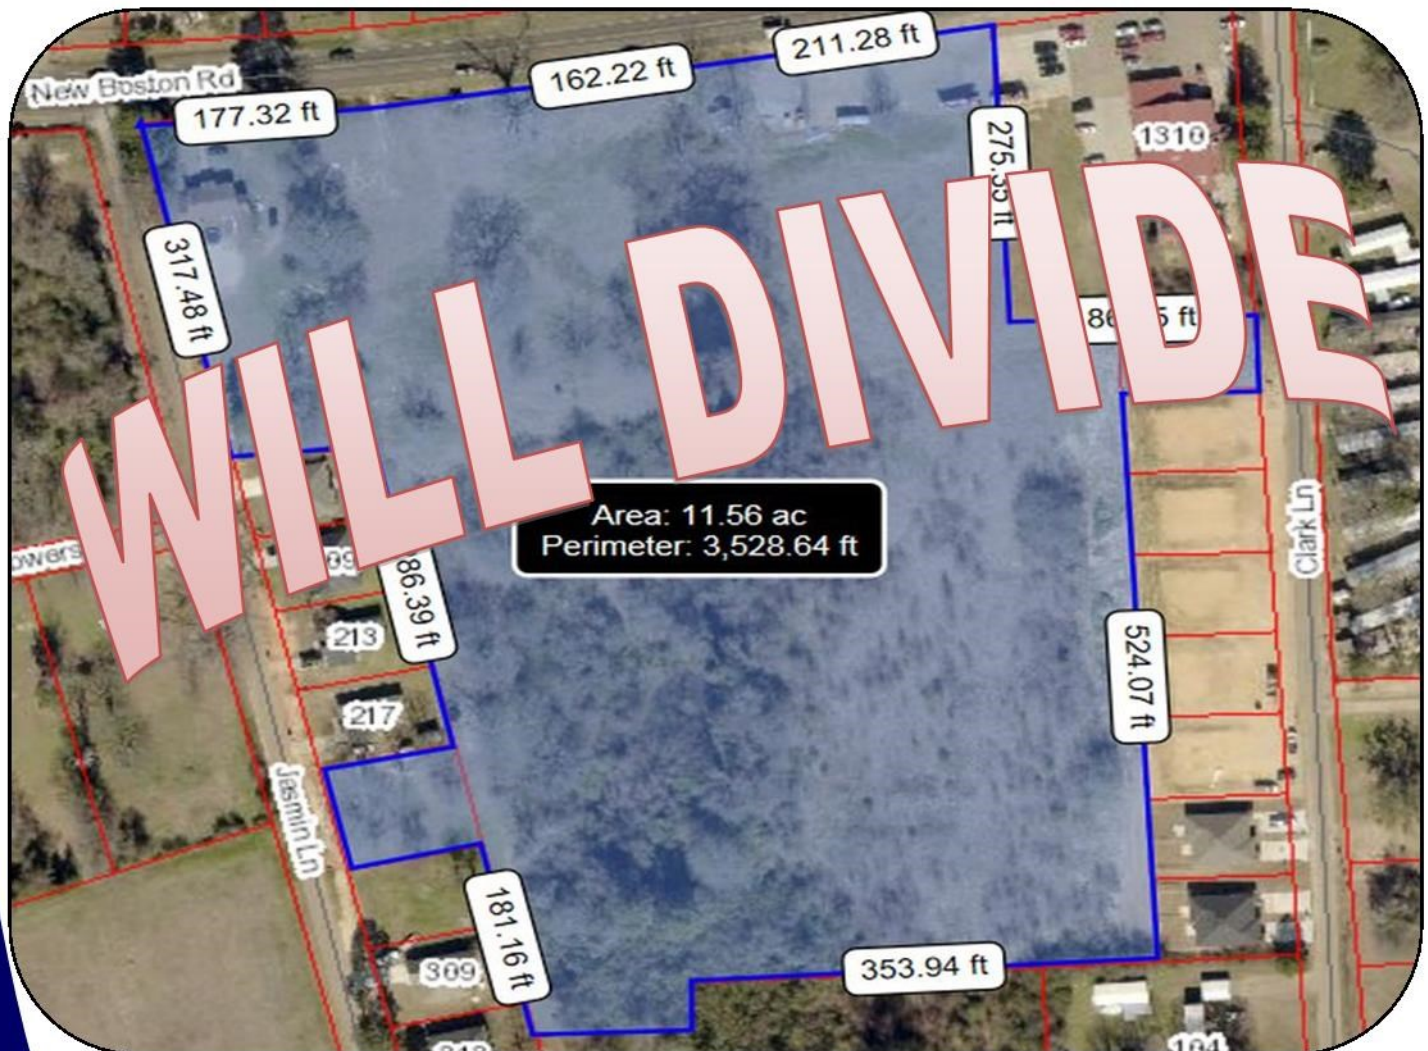 211.28 ft
162.22 ft
New Boston Rd
177.32 ft
1310
317.48 ft
WILL DIVIDE
Area: 11.56 ac
Perimeter: 3,528.64 ft
Clark Ln
213
524.07 ft
217
Jasmin Ln
181.16 ft
309
353.94 ft
104